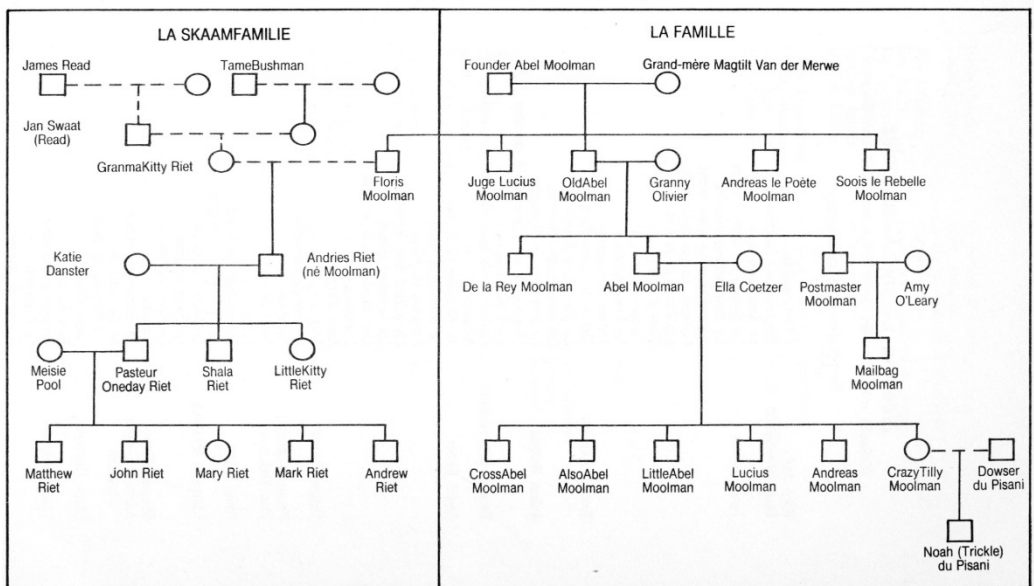 LA SKAAMFAMILIE
James Read
TameBushman
Jan Swaat
(Read)
GranmaKitty Riet
Floris
Moolman
Katie
Danster
Andries Riet
(né Moolman)
Meisie
Pool
Pasteur
Oneday Riet
Shala
Riet
LittleKitty
Riet
Matthew
Riet
John Riet
Mary Riet
Mark Riet
Andrew
Riet
LA FAMILLE
Founder Abel Moolman
Grand-mère Magtilt Van der Merwe
Juge Lucius
Moolman
OldAbel
Moolman
Granny
Olivier
Andreas le Poète
Moolman
Soois le Rebelle
Moolman
De la Rey Moolman
Abel Moolman
Ella Coetzer
Postmaster
Moolman
Amy
O'Leary
Mailbag
Moolman
CrossAbel
Moolman
AlsoAbel
Moolman
LittleAbel
Moolman
Lucius
Moolman
Andreas
Moolman
CrazyTilly
Moolman
Dowser
du Pisani
Noah (Trickle)
du Pisani